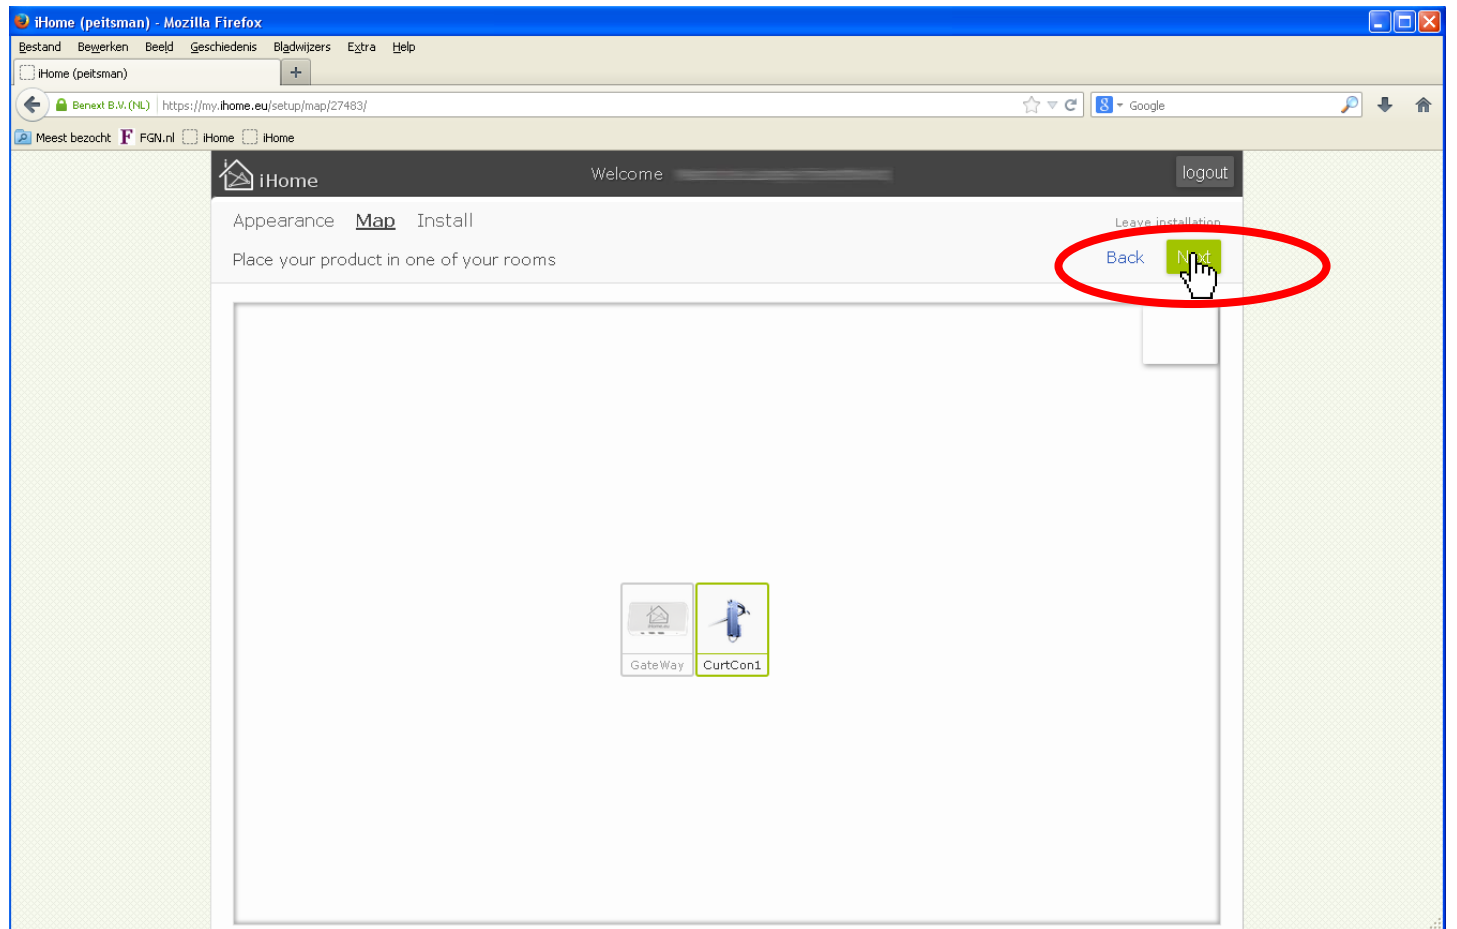 iHome (peitsman) - Mozilla Firefox
Bestand Bewerken Beeld Geschiedenis Bladwijzers Extra Help
iHome (peitsman) +
Benext B.V. (NL) https://my.ihome.eu/setup/map/27483/ 8 Google
Meest bezocht F FGN.nl iHome iHome
iHome Welcome logout
Appearance Map Install Leave installation
Place your product in one of your rooms Back Next
GateWay CurtCon1